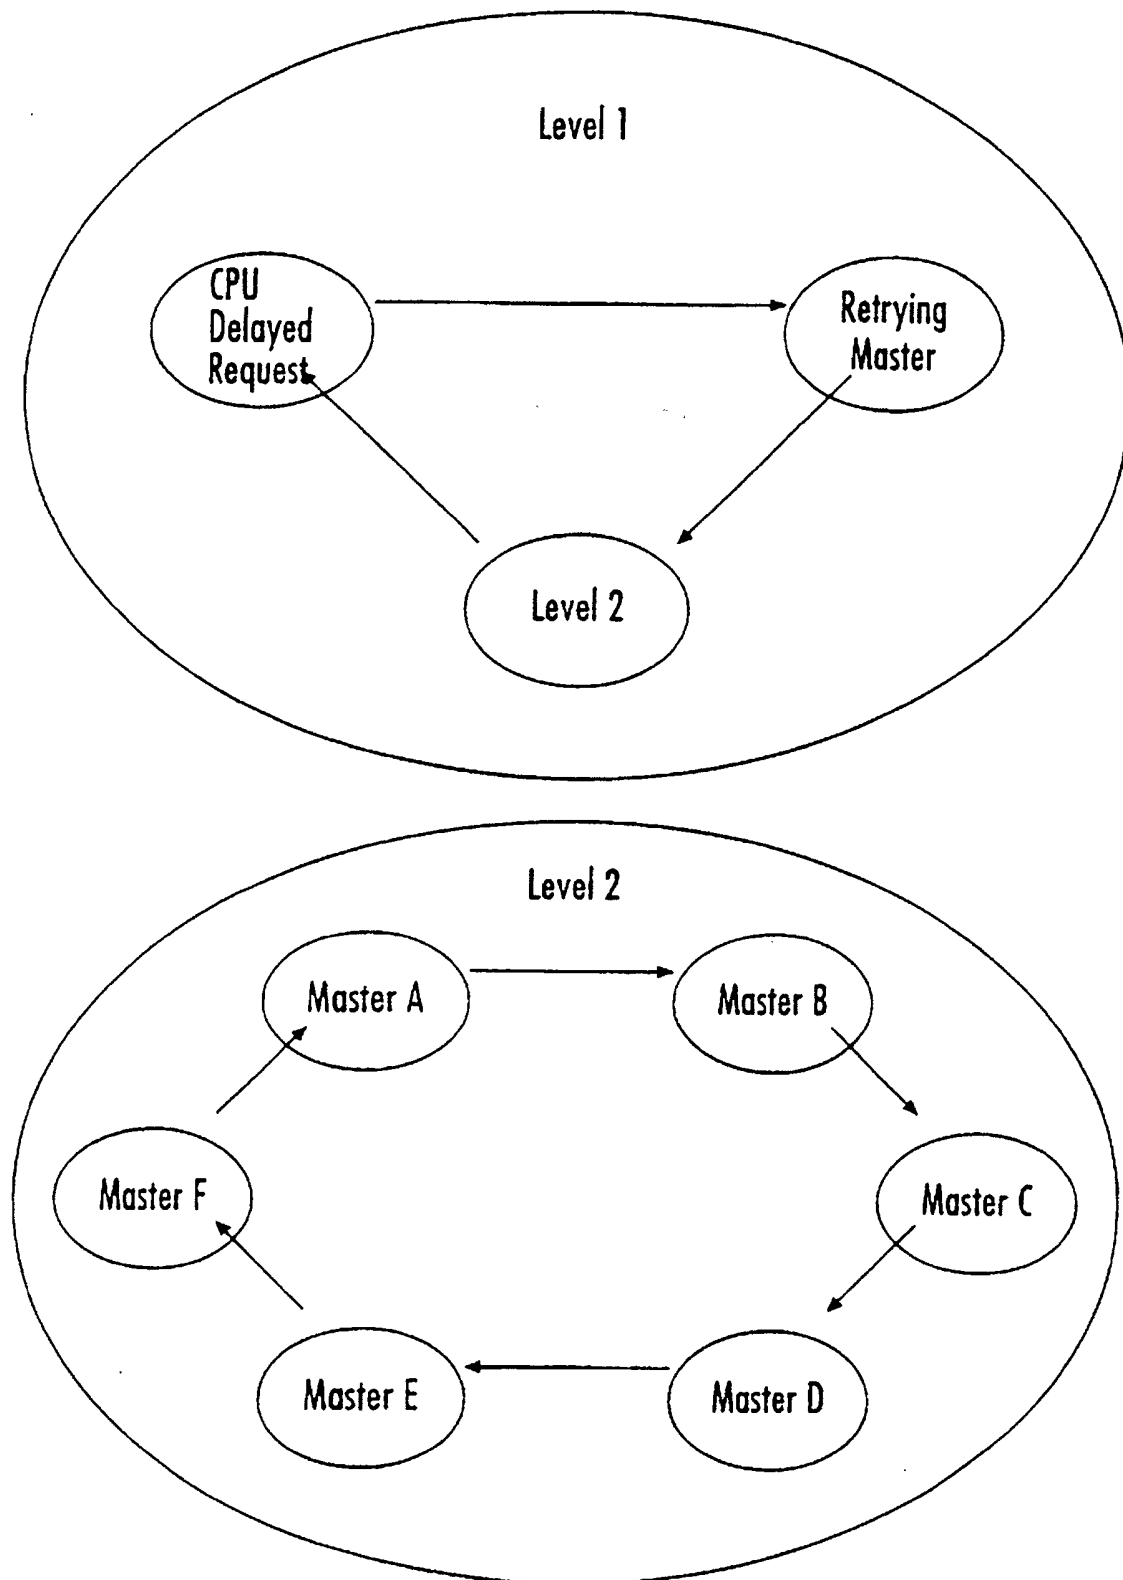 Level 1
CPU
Delayed
Request
Retrying
Master
Level 2
Level 2
Master A
Master B
Master F
Master C
Master E
Master D